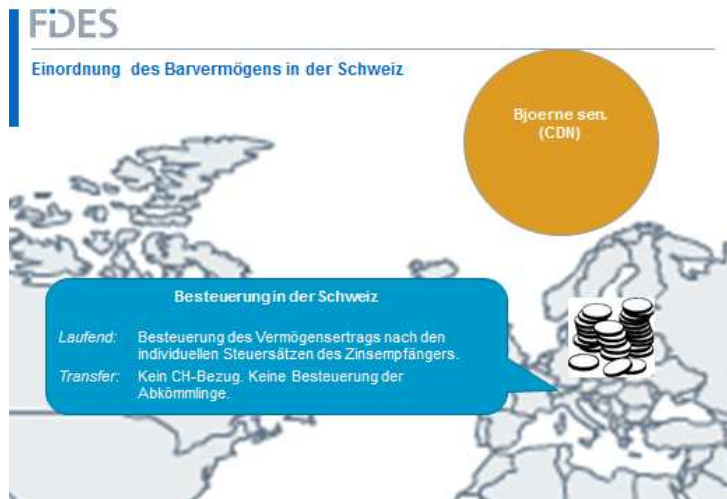 FIDES
Einordnung des Barvermögens in der Schweiz
Bjoerne sen.
(CDN)
Besteuerung in der Schweiz
Laufend: Besteuerung des Vermögensertrags nach den
individuellen Steuersätzen des Zinsempfängers.
Transfer: Kein CH-Bezug. Keine Besteuerung der
Abkömmlinge.